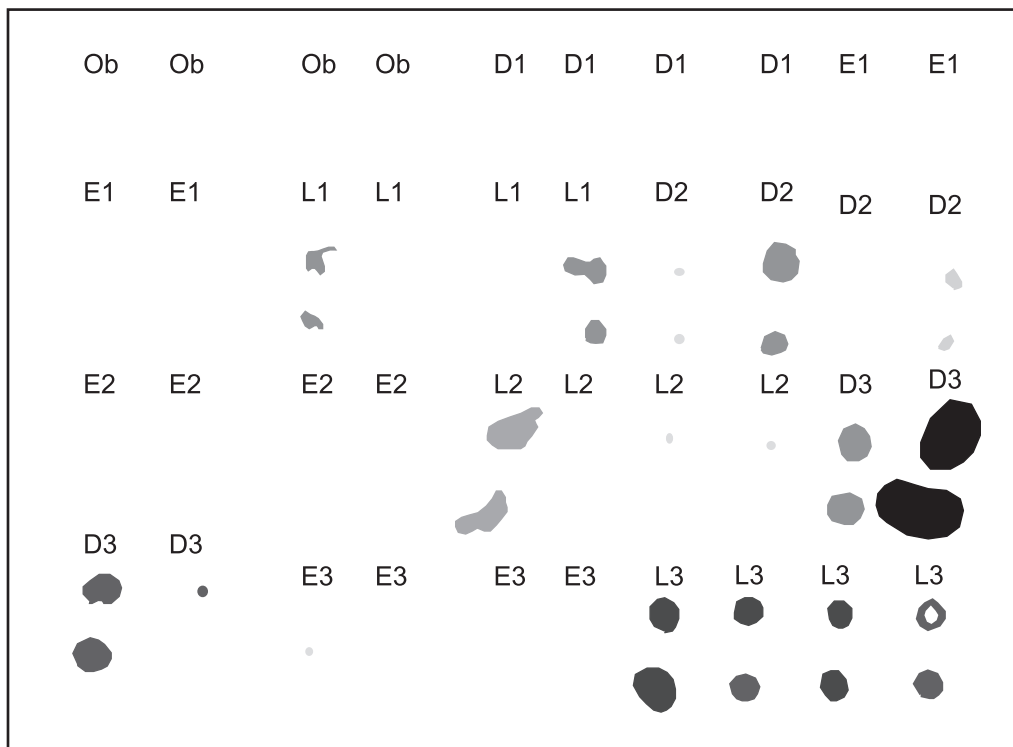 Ob Ob Ob Ob D1 D1 D1 D1 E1 E1
E1 E1 L1 L1 L1 L1 D2 D2 D2 D2
E2 E2 E2 E2 L2 L2 L2 L2 D3 D3
D3 D3 E3 E3 E3 E3 L3 L3 L3 L3